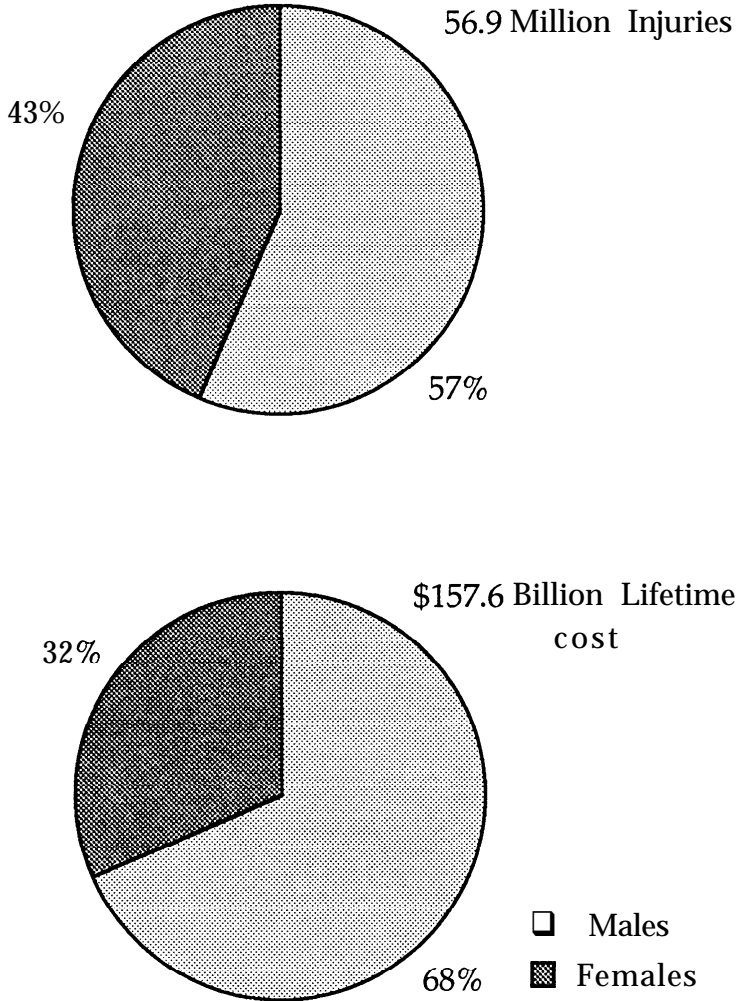 56.9 Million Injuries
43%
57%
$157.6 Billion Lifetime
cost
32%
68%
Males
Females